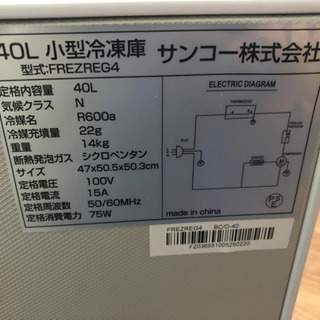 40L 小型冷凍庫 サンコー株式会社
型式:FREZREG4
ELECTRIC DIAGRAM
定格内容量 40L
気候クラス N
冷媒名 R600a
冷媒充填量 22g
重量 14kg
断熱発泡ガス シクロペンタン
サイズ 47x50.5x50.3cm
定格電圧 100V
定格電流 15A
定格周波数 50/60MHz
定格消費電力 75W
THERMOSTAT
M
made in china
PSE
FREZREG4 BC/D-40
FZ036551005250220